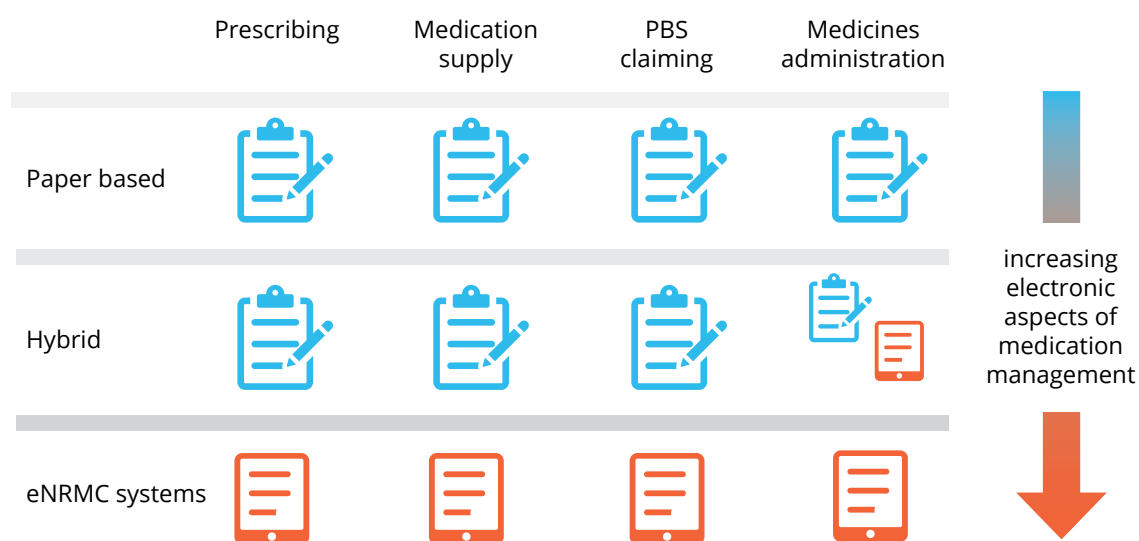 Prescribing
Medication
supply
PBS
claiming
Medicines
administration
Paper based
Hybrid
eNRMC systems
increasing
electronic
aspects of
medication
management